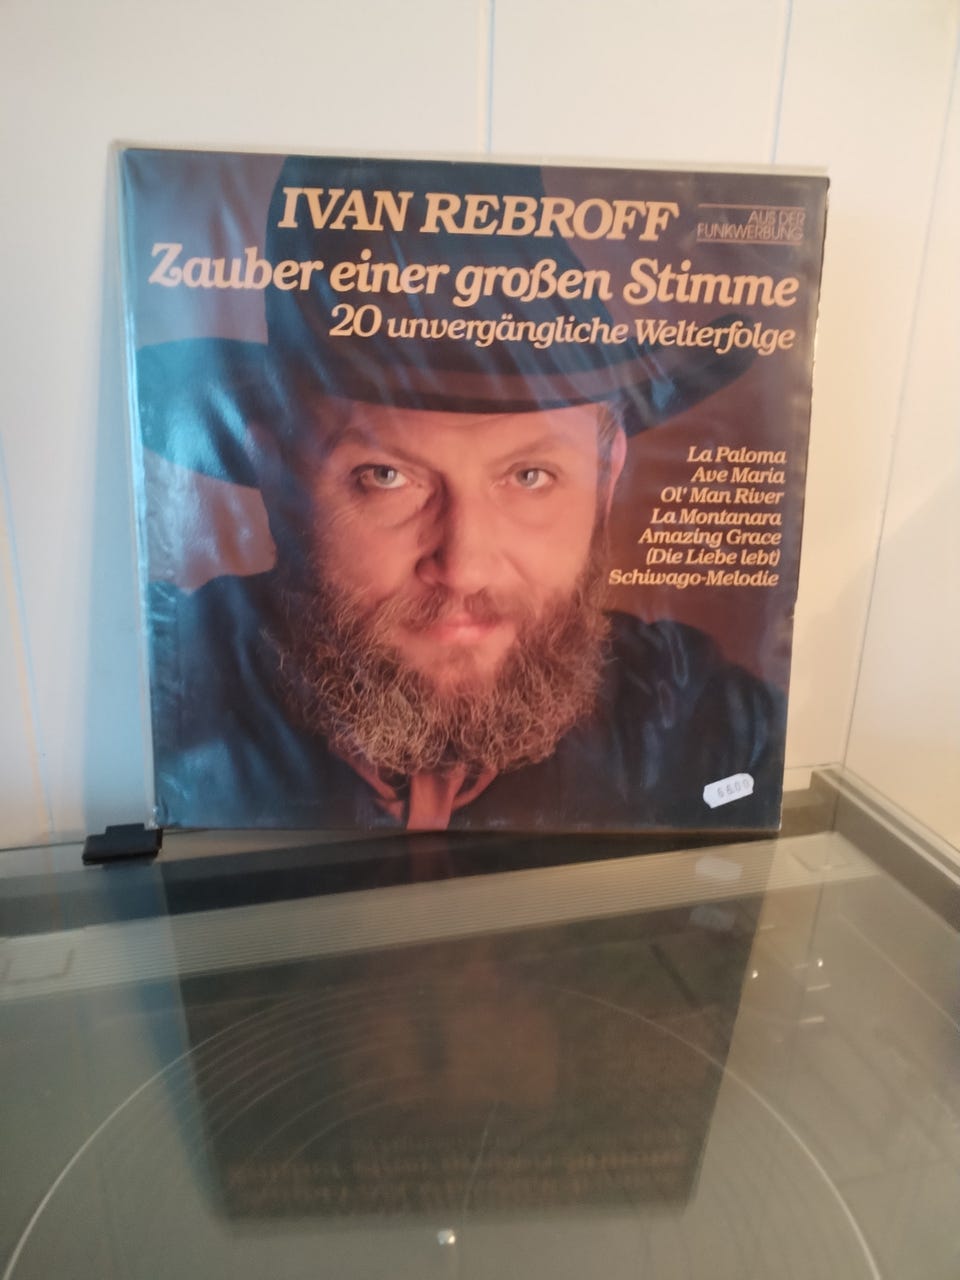 IVAN REBROFF
AUS DER
FUNKWERBUNG
Zauber einer großen Stimme
20 unvergängliche Welterfolge
La Paloma
Ave Maria
Ol' Man River
La Montanara
Amazing Grace
(Die Liebe lebt)
Schiwago-Melodie